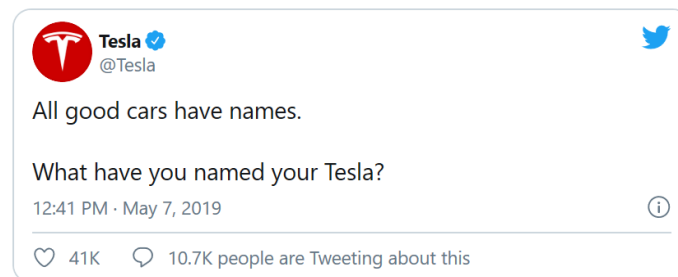 Tesla
@Tesla
All good cars have names.
What have you named your Tesla?
12:41 PM · May 7, 2019
41K 10.7K people are Tweeting about this